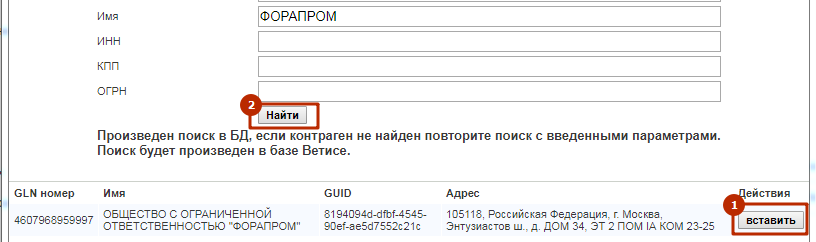 Имя ФОРАПРОМ
ИНН
КПП
ОГРН
2
Найти
Произведен поиск в БД, если контраген не найден повторите поиск с введенными параметрами.
Поиск будет произведен в базе Ветисе.
GLN номер Имя GUID Адрес Действия
1
4607968959997 ОБЩЕСТВО С ОГРАНИЧЕННОЙ 8194094d-dfbf-4545- 105118, Российская Федерация, г. Москва, вставить
ОТВЕТСТВЕННОСТЬЮ "ФОРАПРОМ" 90ef-ae5d7552c21c Энтузиастов ш., д. ДОМ 34, ЭТ 2 ПОМ IA КОМ 23-25